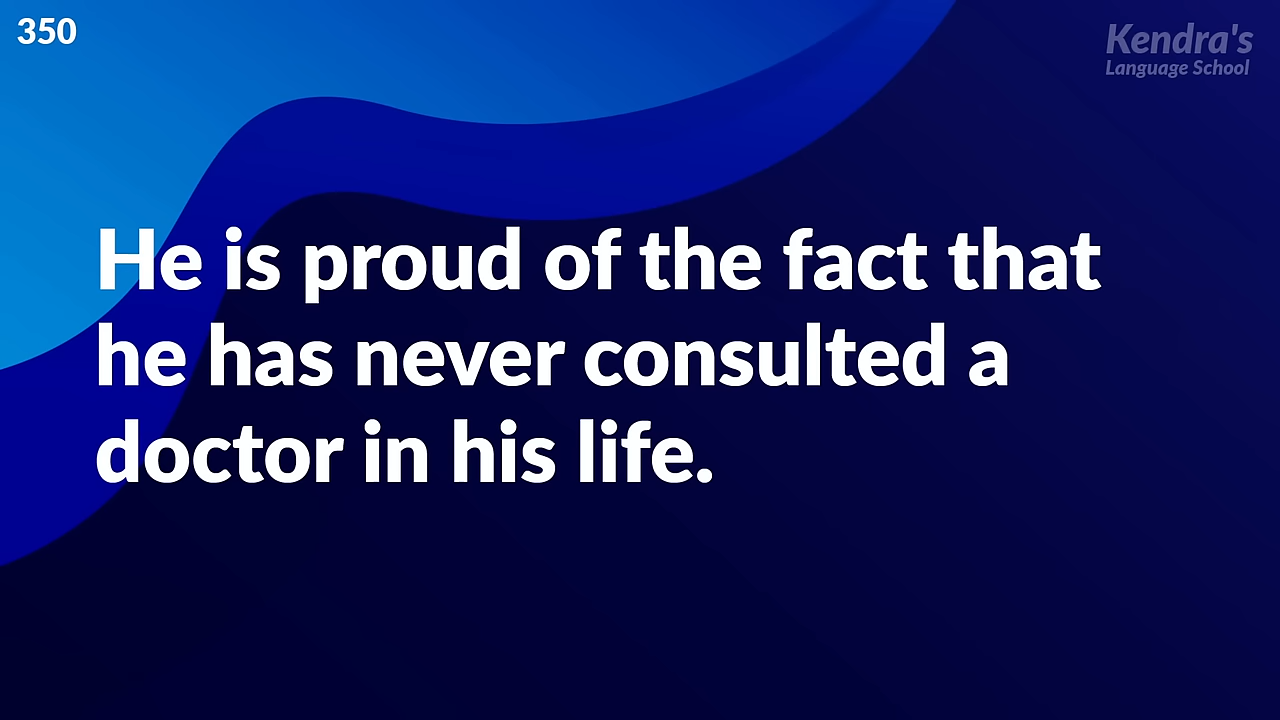 350
Kendra's
Language School
He is proud of the fact that
he has never consulted a
doctor in his life.